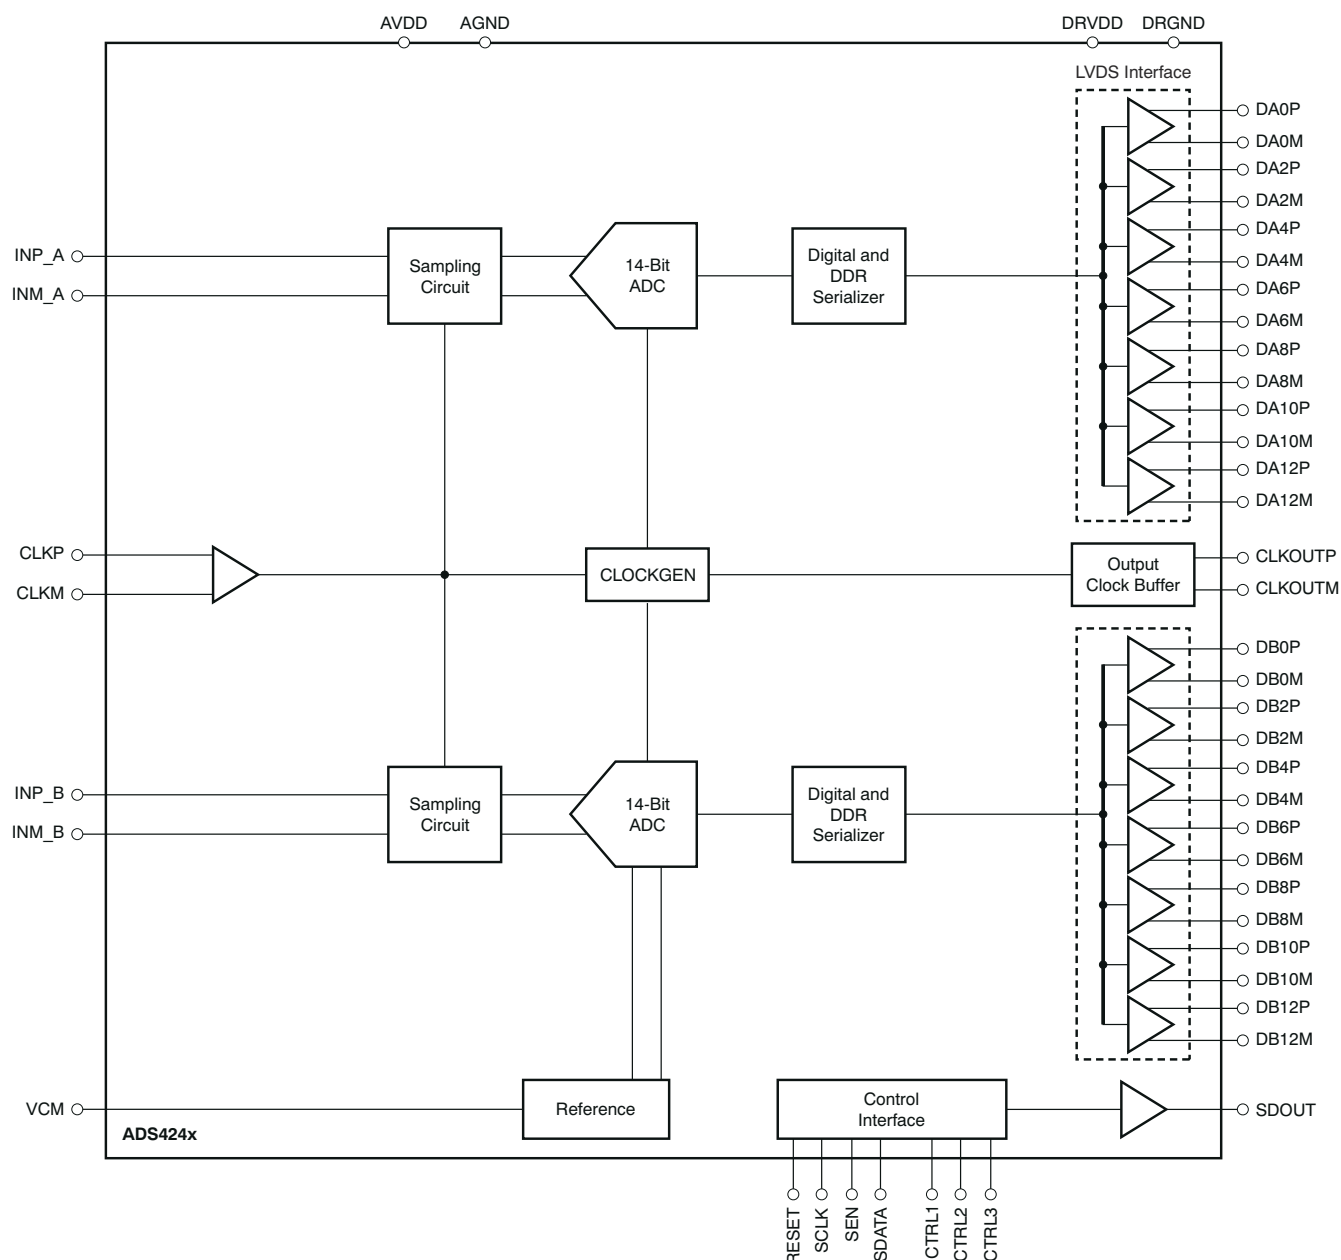 AVDD
AGND
DRVDD
DRGND
LVDS Interface
DA0P
DA0M
DA2P
DA2M
DA4P
DA4M
DA6P
DA6M
DA8P
DA8M
DA10P
DA10M
DA12P
DA12M
INP_A
INM_A
Sampling
Circuit
14-Bit
ADC
Digital and
DDR
Serializer
CLKP
CLKM
CLOCKGEN
Output
Clock Buffer
CLKOUTP
CLKOUTM
DB0P
DB0M
DB2P
DB2M
DB4P
DB4M
DB6P
DB6M
DB8P
DB8M
DB10P
DB10M
DB12P
DB12M
INP_B
INM_B
Sampling
Circuit
14-Bit
ADC
Digital and
DDR
Serializer
VCM
Reference
Control
Interface
SDOUT
ADS424x
RESET
SCLK
SEN
SDATA
CTRL1
CTRL2
CTRL3